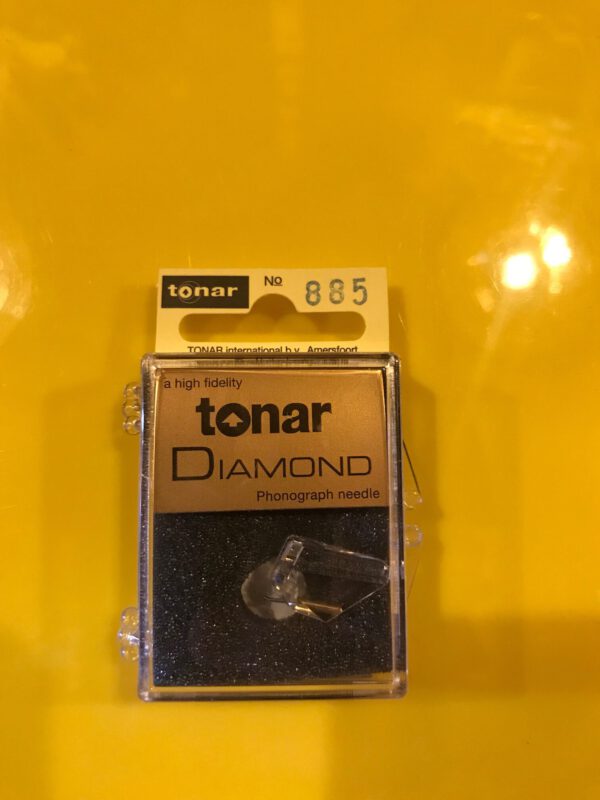 tonar No 885
TONAR international b.v. Amersfoort
a high fidelity
tonar
DIAMOND
Phonograph needle